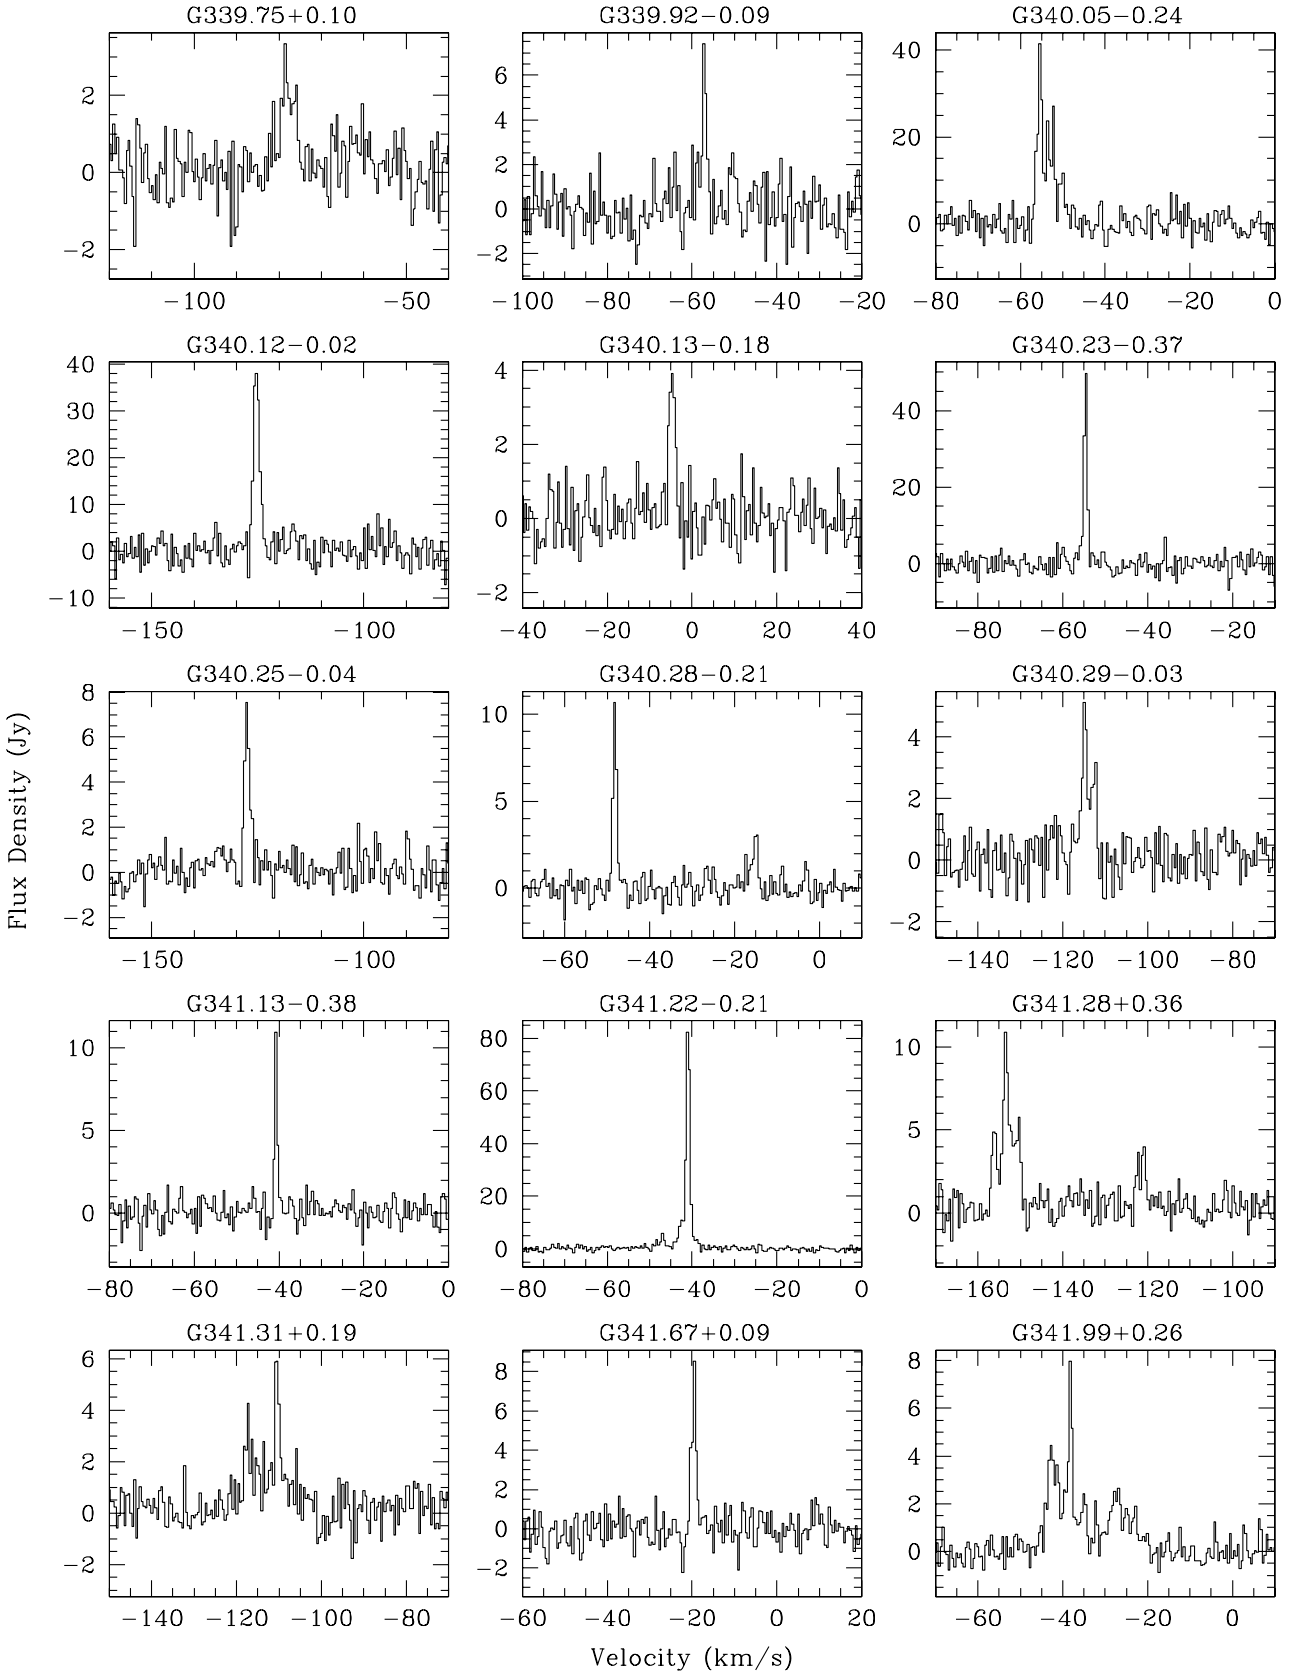 G339.75+0.10 G339.92−0.09 G340.05−0.24
2 0 −2
6 4 2 0 −2
40 20 0
−100 −50 −100 −80 −60 −40 −20 −80 −60 −40 −20 0
G340.12−0.02 G340.13−0.18 G340.23−0.37
40 30 20 10 0 −10
4 2 0 −2
40 20 0
−150 −100 −40 −20 0 20 40 −80 −60 −40 −20
G340.25−0.04 G340.28−0.21 G340.29−0.03
8 6 4 2 0 −2
10 5 0
4 2 0 −2
−150 −100 −60 −40 −20 0 −140 −120 −100 −80
Flux Density (Jy)
G341.13−0.38 G341.22−0.21 G341.28+0.36
10 5 0
80 60 40 20 0
10 5 0
−80 −60 −40 −20 0 −80 −60 −40 −20 0 −160 −140 −120 −100
G341.31+0.19 G341.67+0.09 G341.99+0.26
6 4 2 0 −2
8 6 4 2 0 −2
8 6 4 2 0
−140 −120 −100 −80 −60 −40 −20 0 20 −60 −40 −20 0
Velocity (km/s)